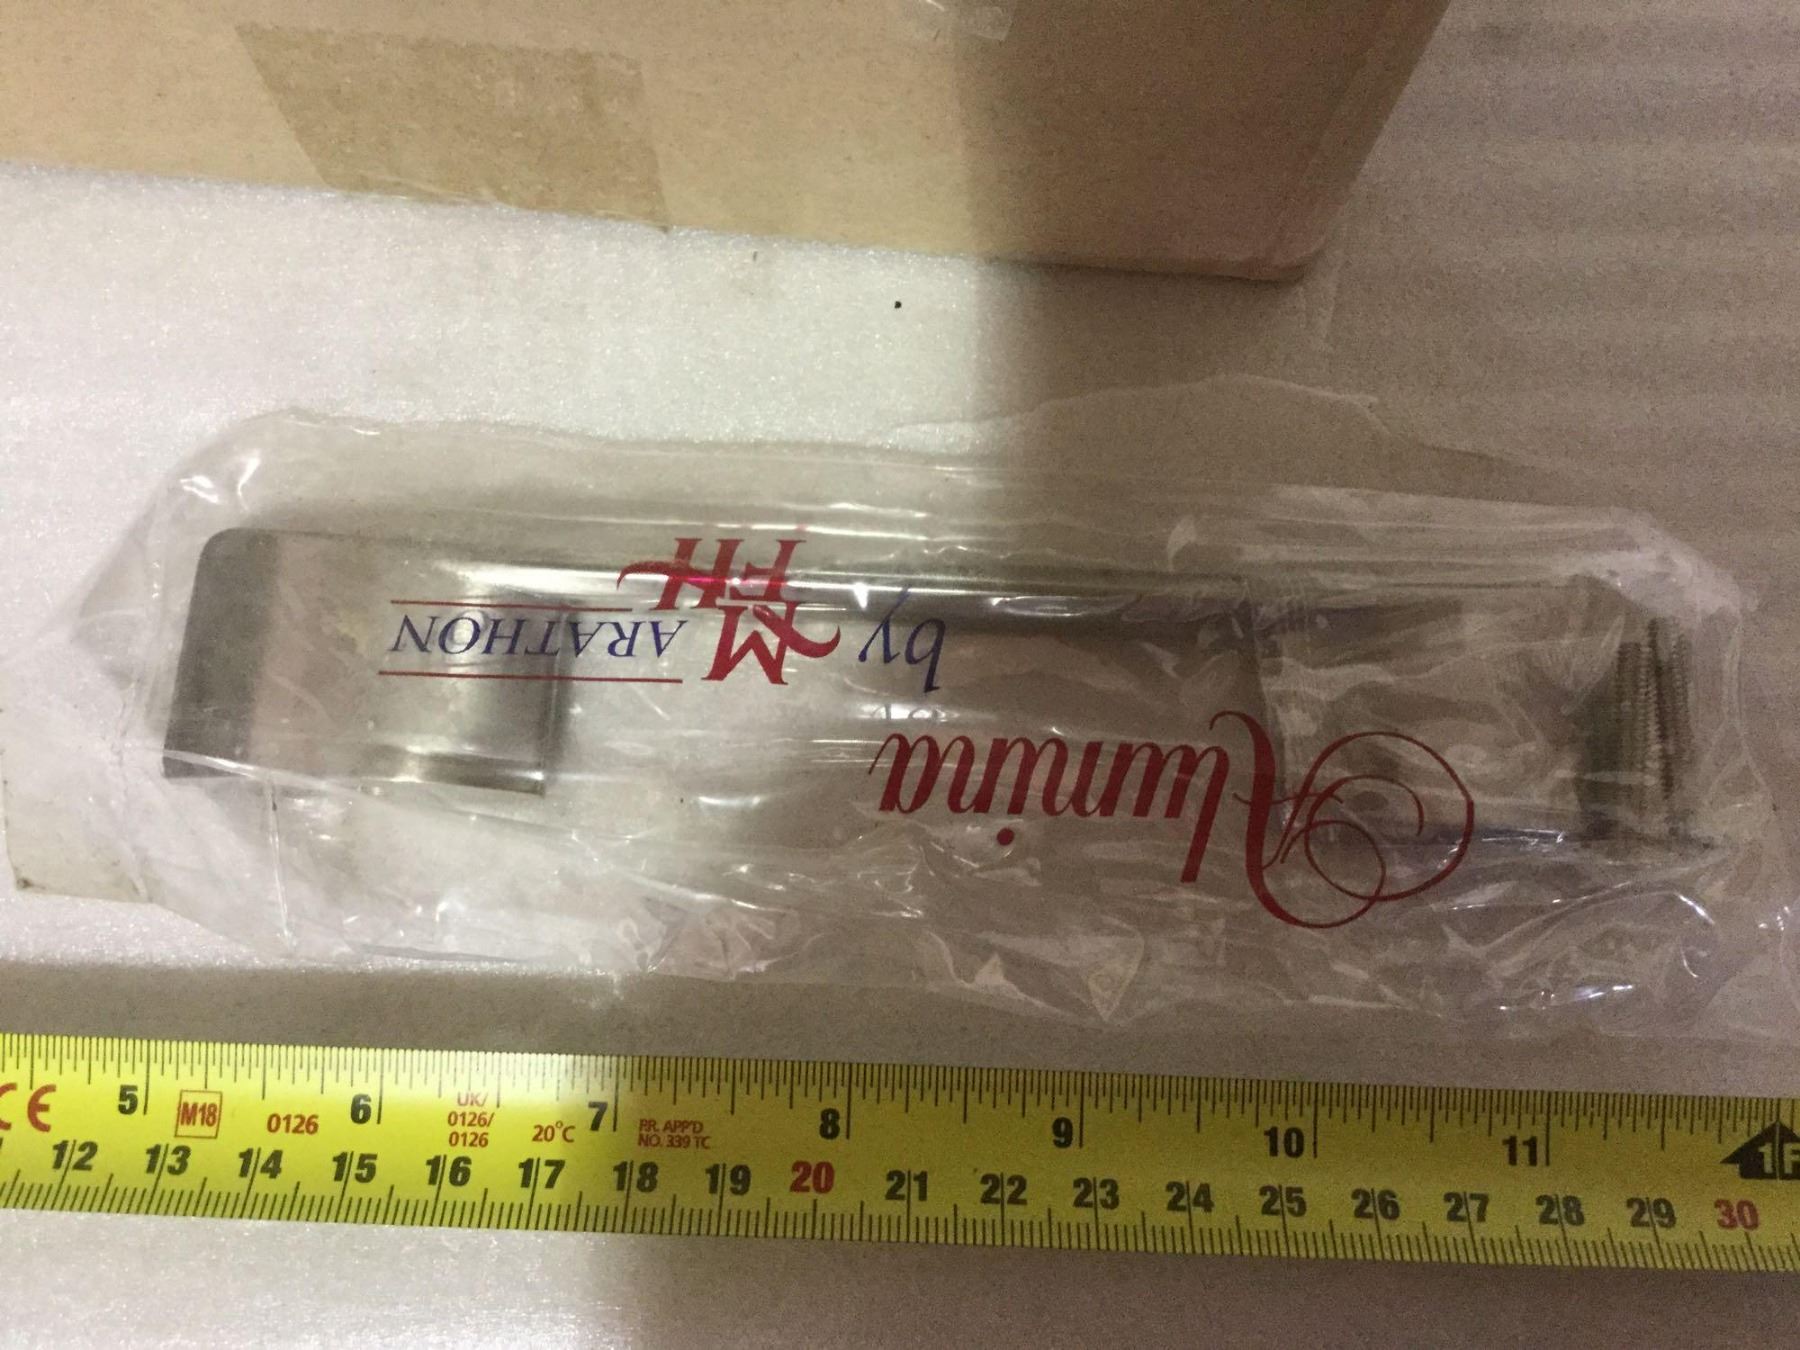 Alumina
by MARATHON
FH
5 M18 0126 6 UK/ 0126/ 0126 20°C 7 P.R. APP'D NO. 339 TC 8 9 10 11 1F
CE
12 13 14 15 16 17 18 19 20 21 22 23 24 25 26 27 28 29 30